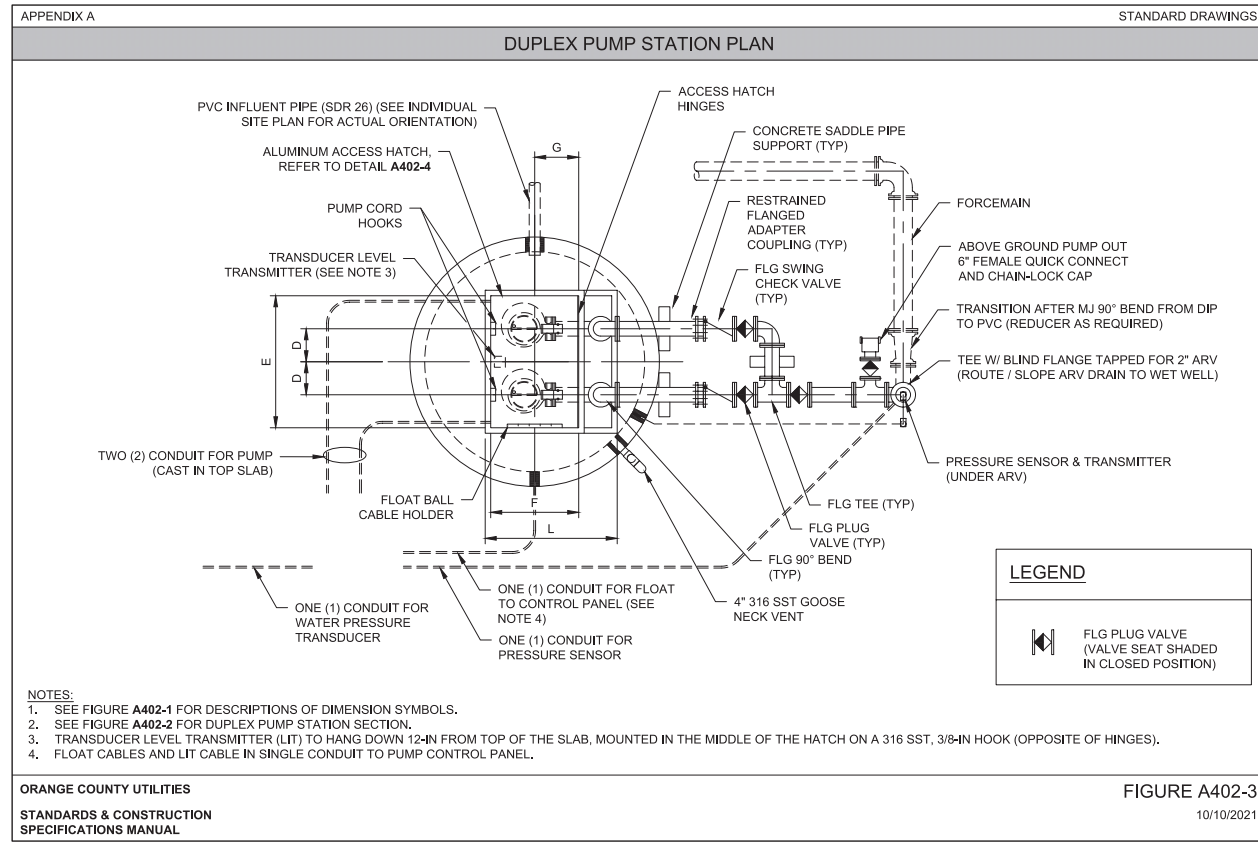 APPENDIX A
STANDARD DRAWINGS
DUPLEX PUMP STATION PLAN
PVC INFLUENT PIPE (SDR 26) (SEE INDIVIDUAL
SITE PLAN FOR ACTUAL ORIENTATION)
ALUMINUM ACCESS HATCH,
REFER TO DETAIL A402-4
PUMP CORD
HOOKS
TRANSDUCER LEVEL
TRANSMITTER (SEE NOTE 3)
G
ACCESS HATCH
HINGES
CONCRETE SADDLE PIPE
SUPPORT (TYP)
RESTRAINED
FLANGED
ADAPTER
COUPLING (TYP)
FLG SWING
CHECK VALVE
(TYP)
FORCEMAIN
ABOVE GROUND PUMP OUT
6" FEMALE QUICK CONNECT
AND CHAIN-LOCK CAP
TRANSITION AFTER MJ 90° BEND FROM DIP
TO PVC (REDUCER AS REQUIRED)
TEE W/ BLIND FLANGE TAPPED FOR 2" ARV
(ROUTE / SLOPE ARV DRAIN TO WET WELL)
PRESSURE SENSOR & TRANSMITTER
(UNDER ARV)
E
D
D
TWO (2) CONDUIT FOR PUMP
(CAST IN TOP SLAB)
FLOAT BALL
CABLE HOLDER
F
L
FLG TEE (TYP)
FLG PLUG
VALVE (TYP)
FLG 90° BEND
(TYP)
4" 316 SST GOOSE
NECK VENT
ONE (1) CONDUIT FOR
WATER PRESSURE
TRANSDUCER
ONE (1) CONDUIT FOR FLOAT
TO CONTROL PANEL (SEE
NOTE 4)
ONE (1) CONDUIT FOR
PRESSURE SENSOR
LEGEND
FLG PLUG VALVE
(VALVE SEAT SHADED
IN CLOSED POSITION)
NOTES:
1. SEE FIGURE A402-1 FOR DESCRIPTIONS OF DIMENSION SYMBOLS.
2. SEE FIGURE A402-2 FOR DUPLEX PUMP STATION SECTION.
3. TRANSDUCER LEVEL TRANSMITTER (LIT) TO HANG DOWN 12-IN FROM TOP OF THE SLAB, MOUNTED IN THE MIDDLE OF THE HATCH ON A 316 SST, 3/8-IN HOOK (OPPOSITE OF HINGES).
4. FLOAT CABLES AND LIT CABLE IN SINGLE CONDUIT TO PUMP CONTROL PANEL.
ORANGE COUNTY UTILITIES
STANDARDS & CONSTRUCTION
SPECIFICATIONS MANUAL
FIGURE A402-3
10/10/2021